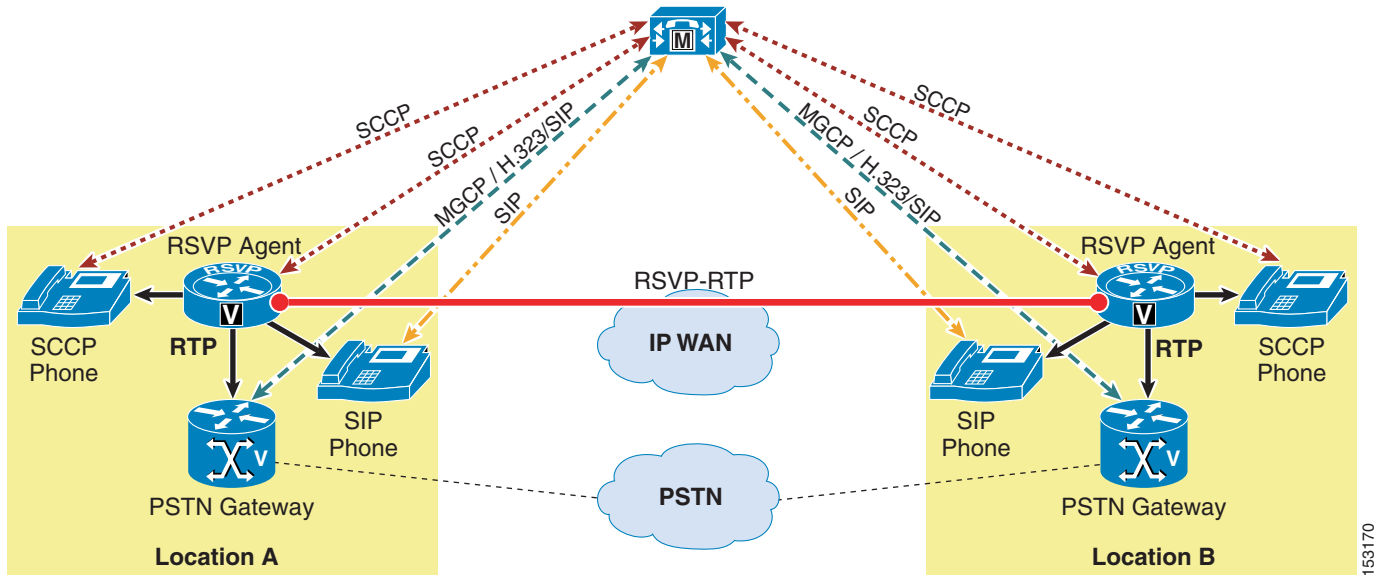 M
SCCP
SCCP
MGCP / H.323/SIP
SIP
SCCP
SCCP
MGCP / H.323/SIP
SIP
RSVP Agent
RSVP
V
SCCP
Phone
RTP
SIP
Phone
V
PSTN Gateway
Location A
RSVP-RTP
IP WAN
PSTN
RSVP Agent
RSVP
V
SCCP
Phone
RTP
SIP
Phone
V
PSTN Gateway
Location B
153170